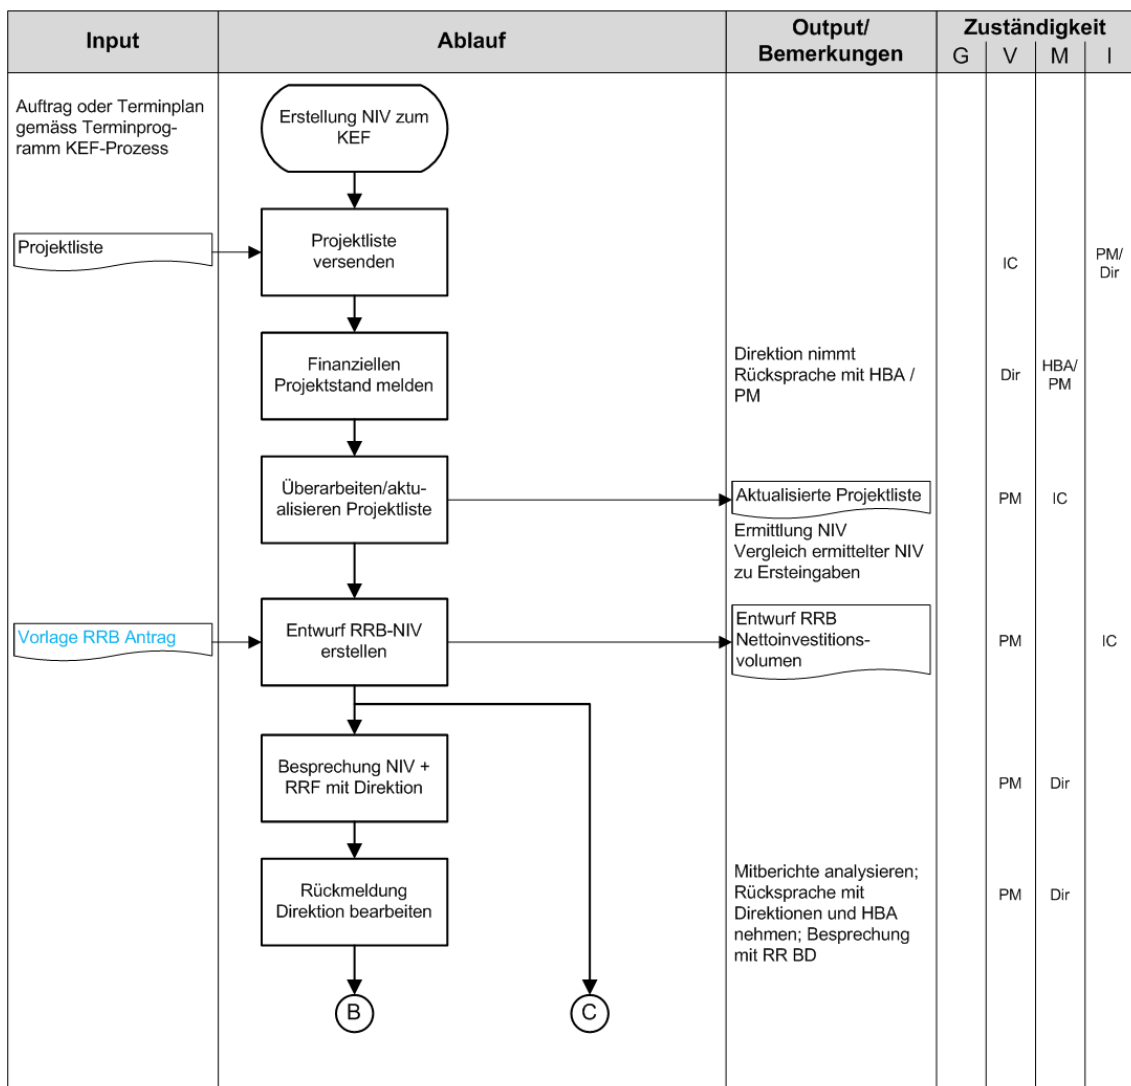 Input
Ablauf
Output/
Bemerkungen
Zuständigkeit
G V M I
Auftrag oder Terminplan
gemäss Terminprog-
ramm KEF-Prozess
Erstellung NIV zum
KEF
Projektliste
Projektliste
versenden
IC
PM/
Dir
Finanziellen
Projektstand melden
Direktion nimmt
Rücksprache mit HBA /
PM
Dir
HBA/
PM
Überarbeiten/aktu-
alisieren Projektliste
Aktualisierte Projektliste
Ermittlung NIV
Vergleich ermittelter NIV
zu Ersteingaben
PM
IC
Vorlage RRB Antrag
Entwurf RRB-NIV
erstellen
Entwurf RRB
Nettoinvestitions-
volumen
PM
IC
Besprechung NIV +
RRF mit Direktion
PM
Dir
Rückmeldung
Direktion bearbeiten
Mitberichte analysieren;
Rücksprache mit
Direktionen und HBA
nehmen; Besprechung
mit RR BD
PM
Dir
B
C